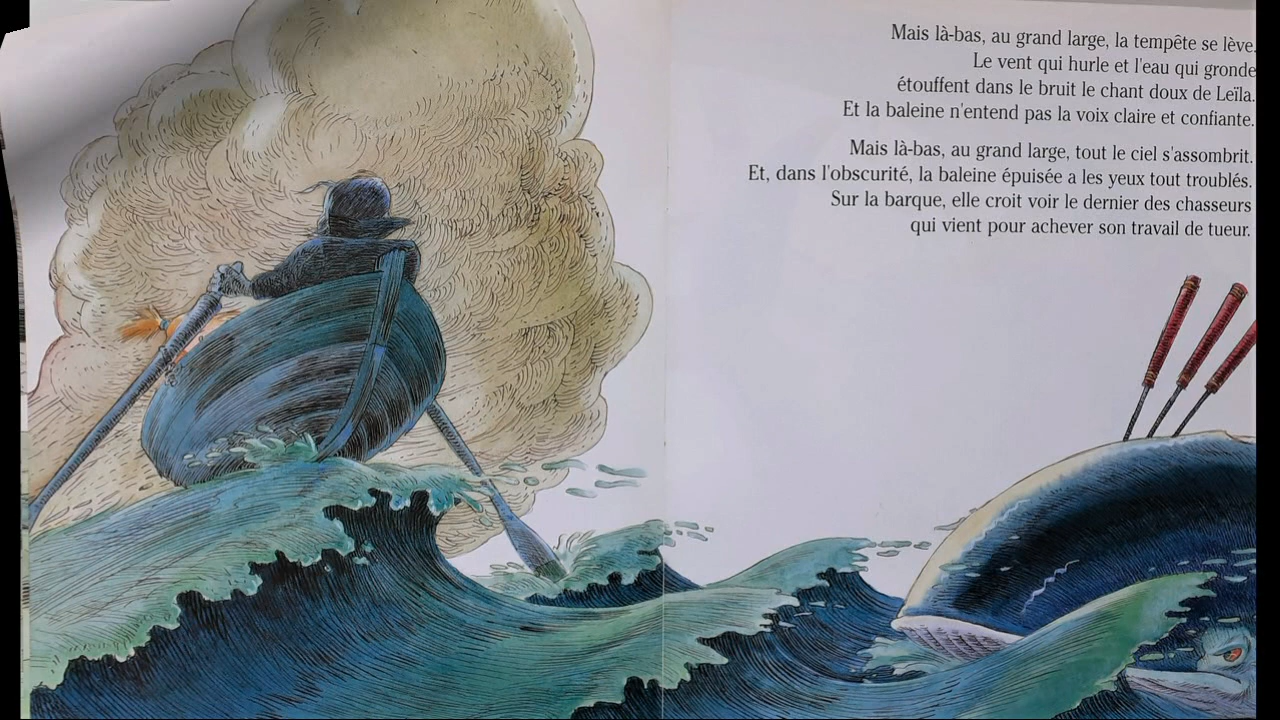 Mais là-bas, au grand large, la tempête se lève.
Le vent qui hurle et l'eau qui gronde
étouffent dans le bruit le chant doux de Leïla.
Et la baleine n'entend pas la voix claire et confiante.
Mais là-bas, au grand large, tout le ciel s'assombrit.
Et, dans l'obscurité, la baleine épuisée a les yeux tout troublés.
Sur la barque, elle croit voir le dernier des chasseurs
qui vient pour achever son travail de tueur.